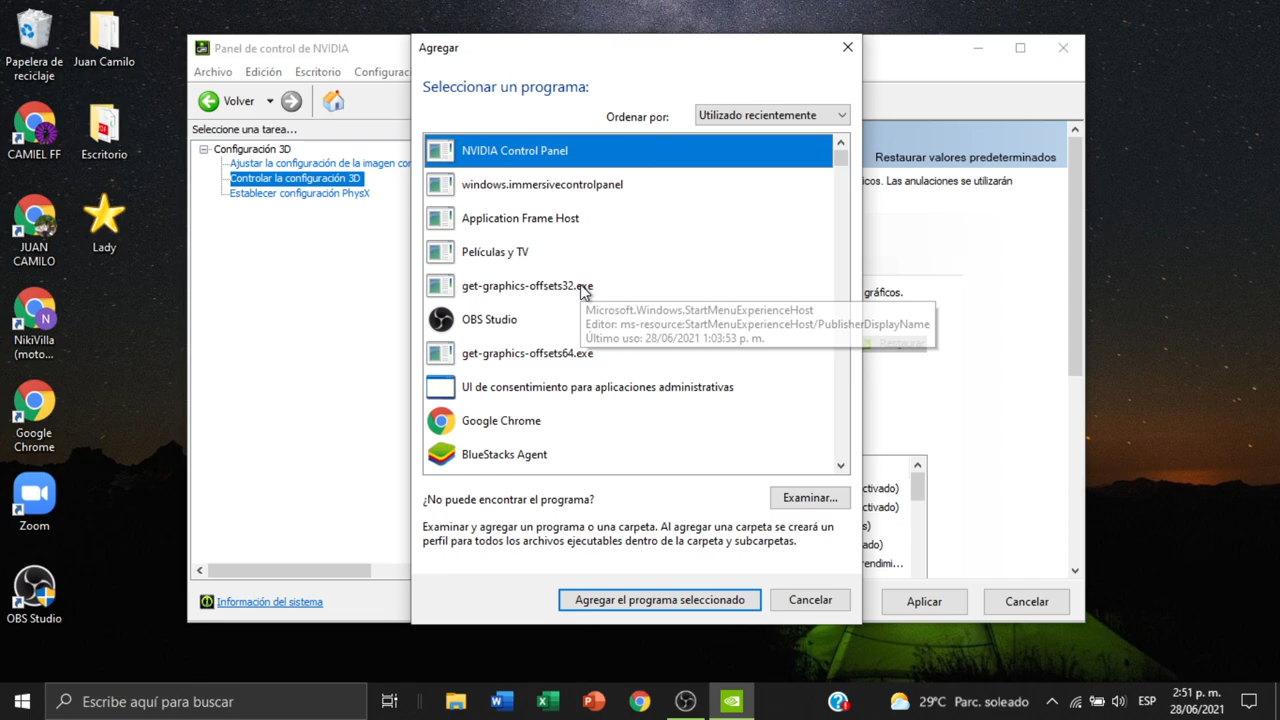 Papelera de
reciclaje
Juan Camilo
CAMIEL FF
Escritorio
JUAN
CAMILO
Lady
NikiVilla
(moto...
Google
Chrome
Zoom
OBS Studio
Panel de control de NVIDIA
Archivo
Edición
Escritorio
Configurac
Volver
Seleccione una tarea...
Configuración 3D
Ajustar la configuración de la imagen cor
Controlar la configuración 3D
Establecer configuración PhysX
Información del sistema
Agregar
Seleccionar un programa:
Ordenar por:
Utilizado recientemente
NVIDIA Control Panel
windows.immersivecontrolpanel
Application Frame Host
Películas y TV
get-graphics-offsets32.exe
OBS Studio
get-graphics-offsets64.exe
UI de consentimiento para aplicaciones administrativas
Google Chrome
BlueStacks Agent
Microsoft.Windows.StartMenuExperienceHost
Editor: ms-resource:StartMenuExperienceHost/PublisherDisplayName
Último uso: 28/06/2021 1:03:53 p. m.
¿No puede encontrar el programa?
Examinar...
Examinar y agregar un programa o una carpeta. Al agregar una carpeta se creará un
perfil para todos los archivos ejecutables dentro de la carpeta y subcarpetas.
Agregar el programa seleccionado
Cancelar
Restaurar valores predeterminados
icos. Las anulaciones se utilizarán
gráficos.
Restaurar
ctivado)
ctivado)
s)
ado)
rendimi...
Aplicar
Cancelar
Escribe aquí para buscar
29°C Parc. soleado
ESP
2:51 p. m.
28/06/2021